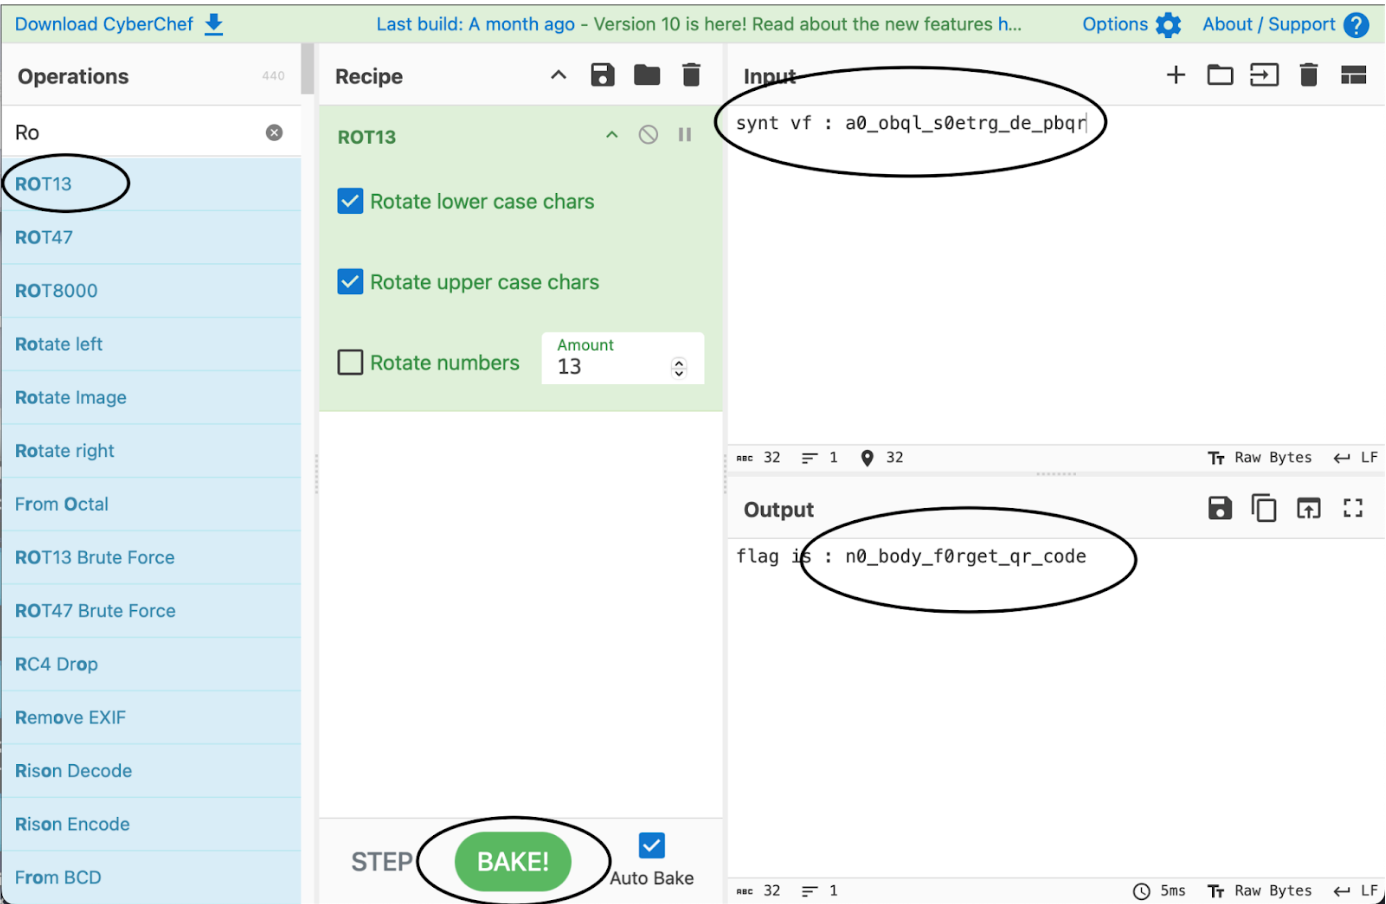 Download CyberChef
Last build: A month ago - Version 10 is here! Read about the new features h...
Options
About / Support
Operations
440
Ro
ROT13
ROT47
ROT8000
Rotate left
Rotate Image
Rotate right
From Octal
ROT13 Brute Force
ROT47 Brute Force
RC4 Drop
Remove EXIF
Rison Decode
Rison Encode
From BCD
Recipe
ROT13
Rotate lower case chars
Rotate upper case chars
Rotate numbers
Amount
13
STEP
BAKE!
Auto Bake
Input
synt vf : a0_obql_s0etrg_de_pbqr
ABC 32 1 32 Tт Raw Bytes LF
Output
flag is : n0_body_f0rget_qr_code
ABC 32 1 5ms Tт Raw Bytes LF